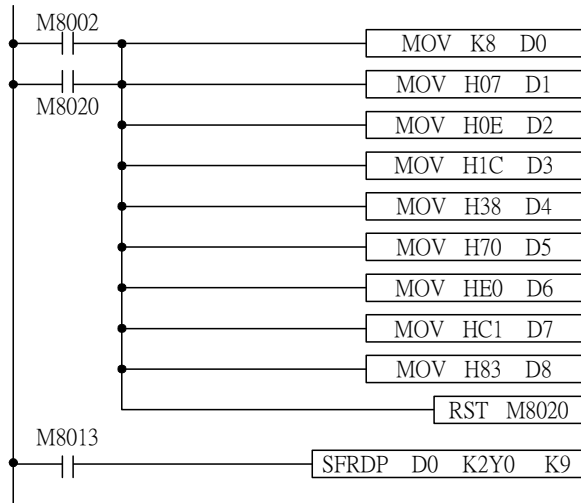 M8002
MOV K8 D0
M8020
MOV H07 D1
MOV H0E D2
MOV H1C D3
MOV H38 D4
MOV H70 D5
MOV HE0 D6
MOV HC1 D7
MOV H83 D8
RST M8020
M8013
SFRDP D0 K2Y0 K9